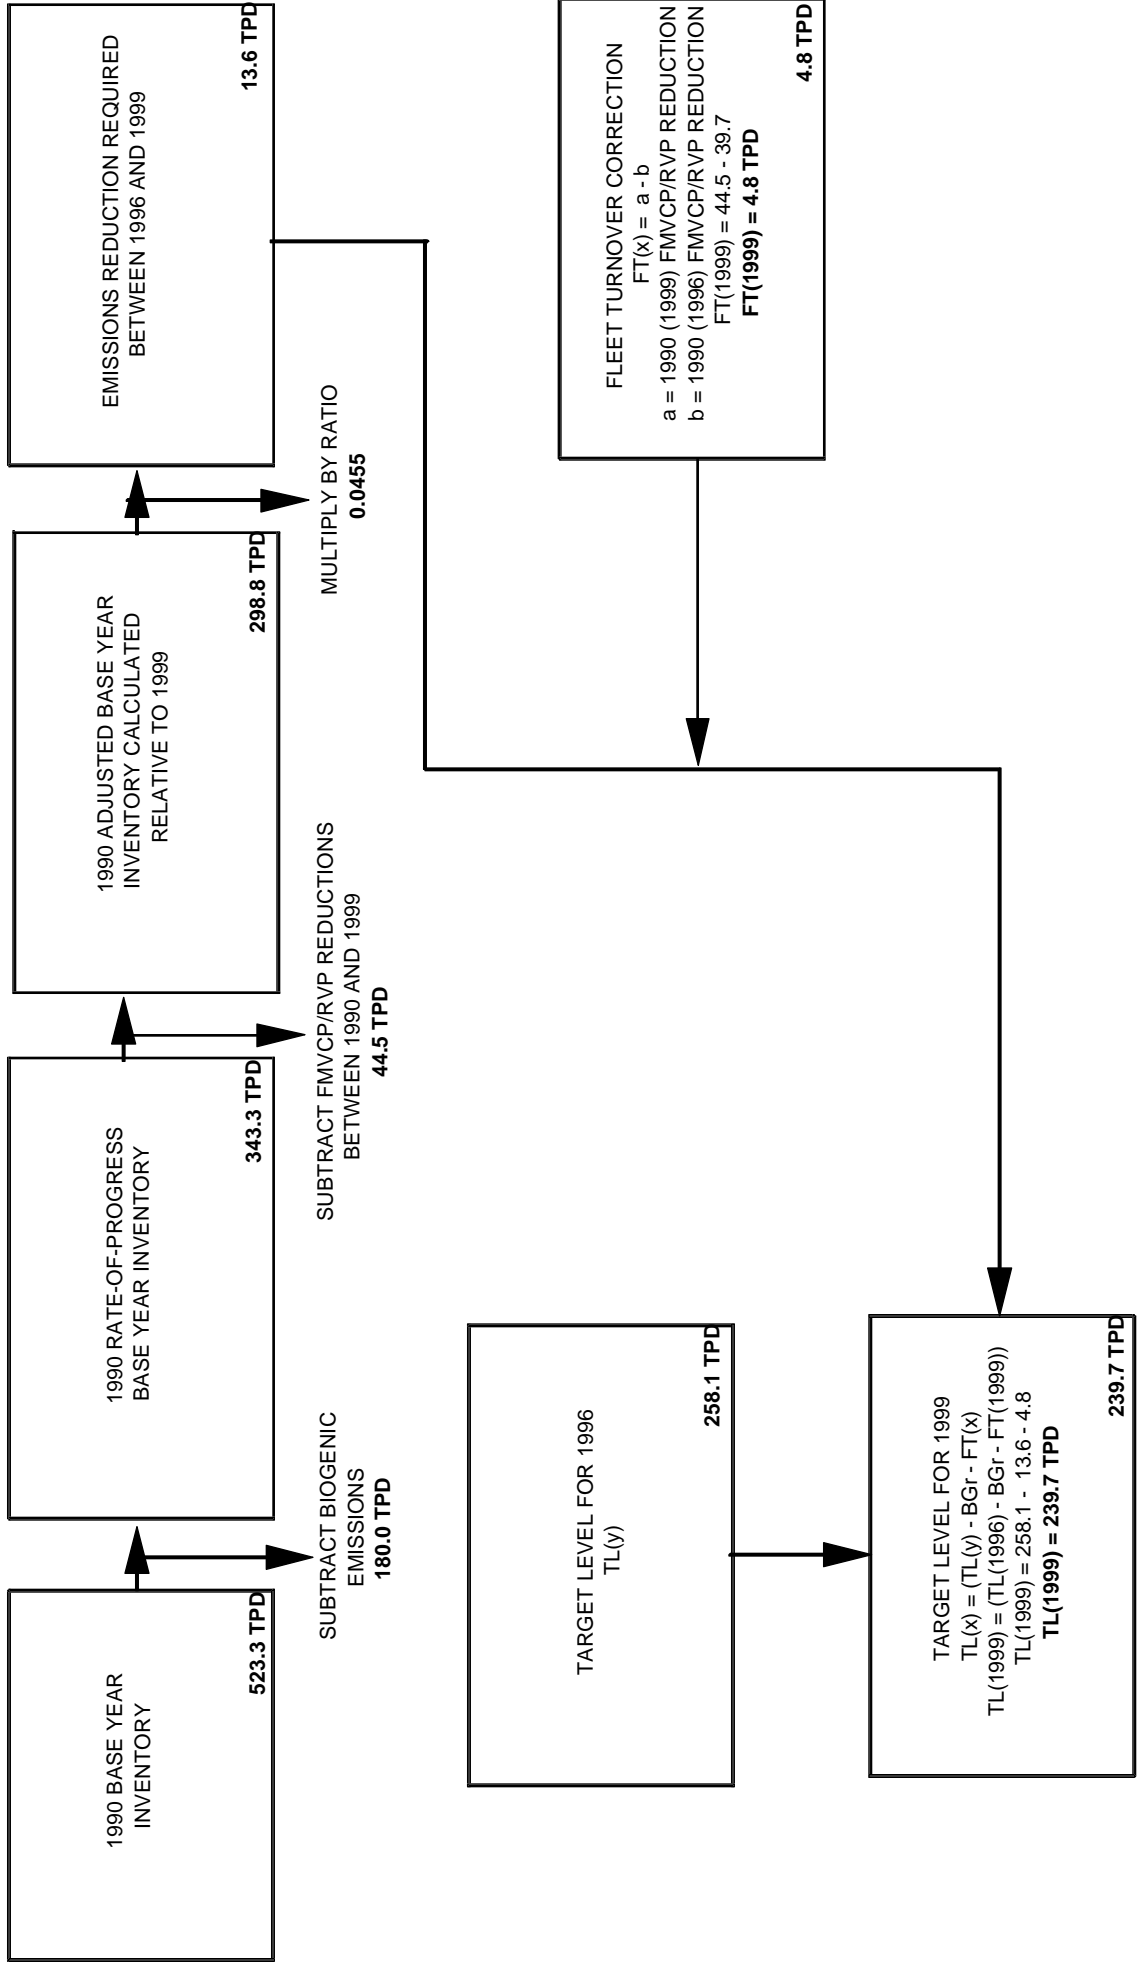 1990 BASE YEAR
INVENTORY
523.3 TPD
SUBTRACT BIOGENIC
EMISSIONS
180.0 TPD
1990 RATE-OF-PROGRESS
BASE YEAR INVENTORY
343.3 TPD
SUBTRACT FMVCP/RVP REDUCTIONS
BETWEEN 1990 AND 1999
44.5 TPD
1990 ADJUSTED BASE YEAR
INVENTORY CALCULATED
RELATIVE TO 1999
298.8 TPD
MULTIPLY BY RATIO
0.0455
EMISSIONS REDUCTION REQUIRED
BETWEEN 1996 AND 1999
13.6 TPD
TARGET LEVEL FOR 1996
TL(y)
258.1 TPD
FLEET TURNOVER CORRECTION
FT(x) = a - b
a = 1990 (1999) FMVCP/RVP REDUCTION
b = 1990 (1996) FMVCP/RVP REDUCTION
FT(1999) = 44.5 - 39.7
FT(1999) = 4.8 TPD
4.8 TPD
TARGET LEVEL FOR 1999
TL(x) = (TL(y) - BGr - FT(x)
TL(1999) = (TL(1996) - BGr - FT(1999))
TL(1999) = 258.1 - 13.6 - 4.8
TL(1999) = 239.7 TPD
239.7 TPD